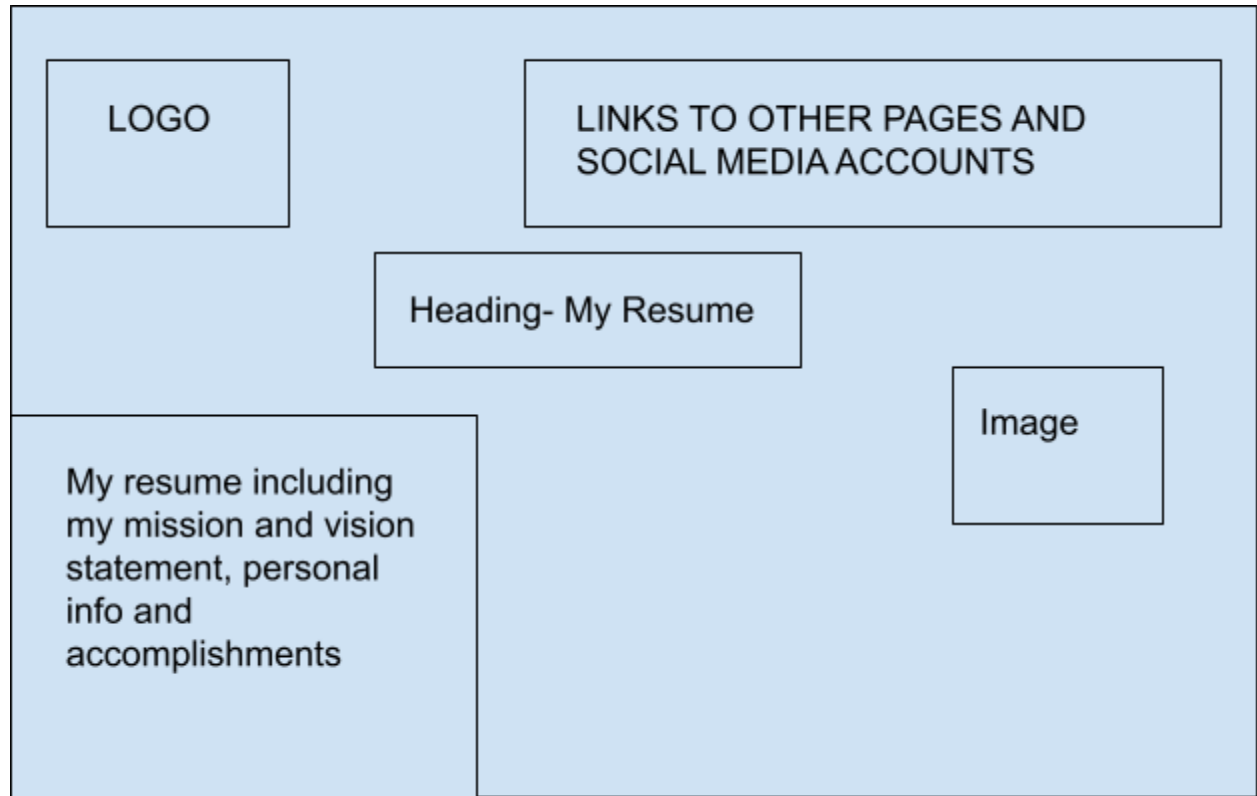 LOGO
LINKS TO OTHER PAGES AND
SOCIAL MEDIA ACCOUNTS
Heading- My Resume
Image
My resume including
my mission and vision
statement, personal
info and
accomplishments